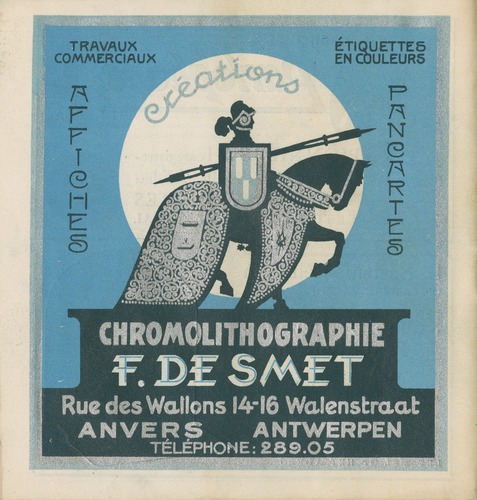 TRAVAUX
COMMERCIAUX
ÉTIQUETTES
EN COULEURS
créations
AFFICHES
PANCARTES
CHROMOLITHOGRAPHIE
F. DE SMET
Rue des Wallons 14-16 Walenstraat
ANVERS ANTWERPEN
TÉLÉPHONE: 289.05